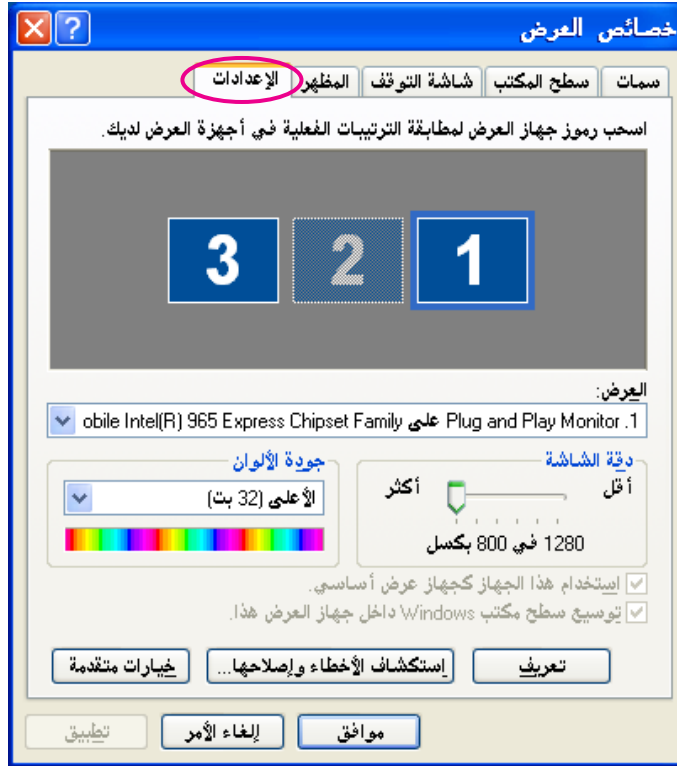 خصائص العرض
سمات سطح المكتب شاشة التوقف المظهر الإعدادات
اسحب رموز جهاز العرض لمطابقة الترتيبات الفعلية في أجهزة العرض لديك.
1 2 3
العرض:
1. Plug and Play Monitor على obile Intel(R) 965 Express Chipset Family
دقة الشاشة
أقل أكثر
1280 في 800 بكسل
جودة الألوان
الأعلى (32 بت)
إستخدام هذا الجهاز كجهاز عرض أساسي.
توسيع سطح مكتب Windows داخل جهاز العرض هذا.
تعريف إستكشاف الأخطاء وإصلاحها... خيارات متقدمة
موافق إلغاء الأمر تطبيق